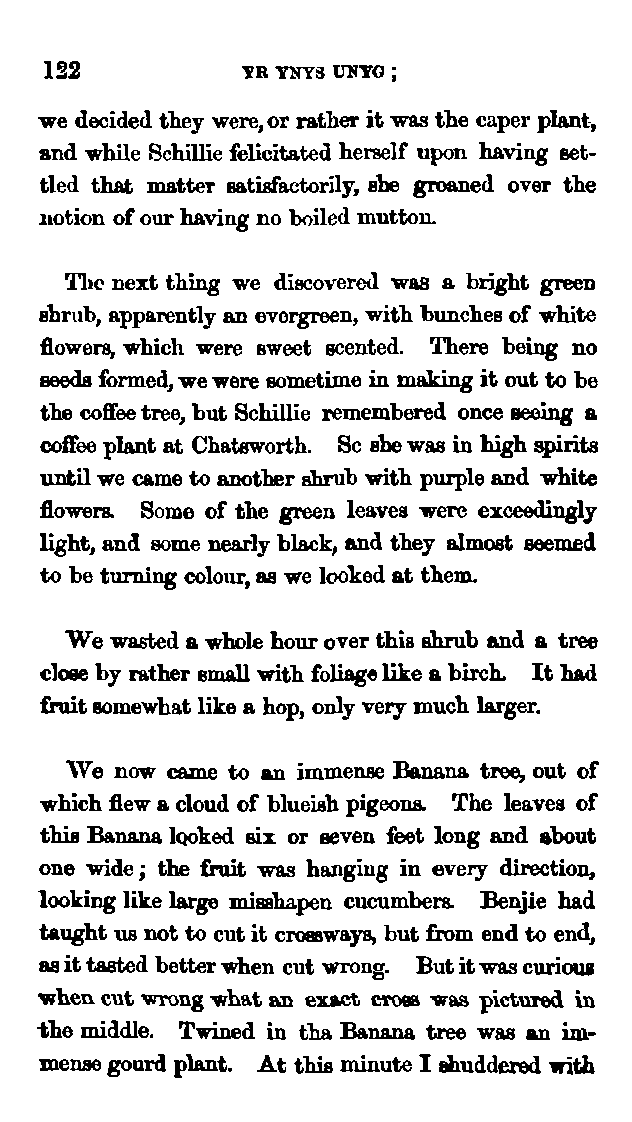 122 YR YNYS UNYG ;
we decided they were, or rather it was the caper plant,
and while Schillie felicitated herself upon having set-
tled that matter satisfactorily, she groaned over the
notion of our having no boiled mutton.
The next thing we discovered was a bright green
shrub, apparently an evergreen, with bunches of white
flowers, which were sweet scented. There being no
seeds formed, we were sometime in making it out to be
the coffee tree, but Schillie remembered once seeing a
coffee plant at Chatsworth. So she was in high spirits
until we came to another shrub with purple and white
flowers. Some of the green leaves were exceedingly
light, and some nearly black, and they almost seemed
to be turning colour, as we looked at them.
We wasted a whole hour over this shrub and a tree
close by rather small with foliage like a birch. It had
fruit somewhat like a hop, only very much larger.
We now came to an immense Banana tree, out of
which flew a cloud of blueish pigeons. The leaves of
this Banana looked six or seven feet long and about
one wide; the fruit was hanging in every direction,
looking like large misshapen cucumbers. Benjie had
taught us not to cut it crossways, but from end to end,
as it tasted better when cut wrong. But it was curious
when cut wrong what an exact cross was pictured in
the middle. Twined in tha Banana tree was an im-
mense gourd plant. At this minute I shuddered with